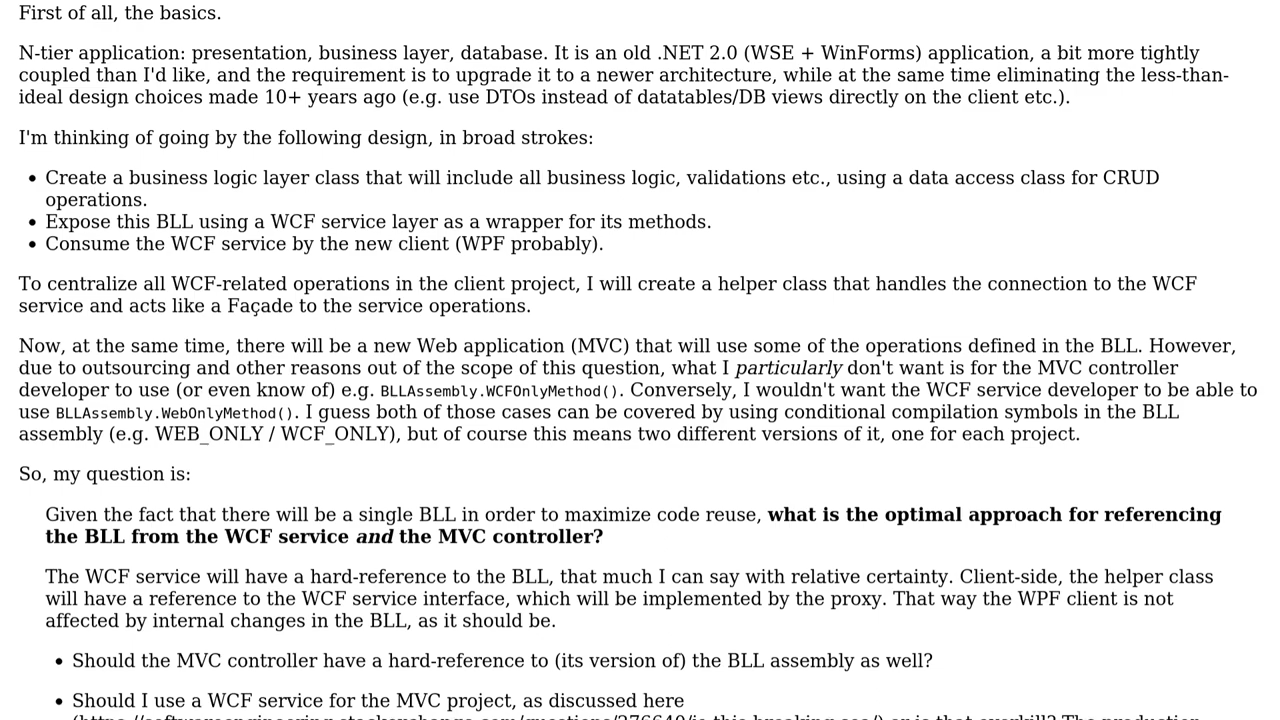 First of all, the basics.
N-tier application: presentation, business layer, database. It is an old .NET 2.0 (WSE + WinForms) application, a bit more tightly
coupled than I'd like, and the requirement is to upgrade it to a newer architecture, while at the same time eliminating the less-than-
ideal design choices made 10+ years ago (e.g. use DTOs instead of datatables/DB views directly on the client etc.).
I'm thinking of going by the following design, in broad strokes:
• Create a business logic layer class that will include all business logic, validations etc., using a data access class for CRUD
operations.
• Expose this BLL using a WCF service layer as a wrapper for its methods.
• Consume the WCF service by the new client (WPF probably).
To centralize all WCF-related operations in the client project, I will create a helper class that handles the connection to the WCF
service and acts like a Façade to the service operations.
Now, at the same time, there will be a new Web application (MVC) that will use some of the operations defined in the BLL. However,
due to outsourcing and other reasons out of the scope of this question, what I particularly don't want is for the MVC controller
developer to use (or even know of) e.g. BLLAssembly.WCFOnlyMethod(). Conversely, I wouldn't want the WCF service developer to be able to
use BLLAssembly.WebOnlyMethod(). I guess both of those cases can be covered by using conditional compilation symbols in the BLL
assembly (e.g. WEB_ONLY / WCF_ONLY), but of course this means two different versions of it, one for each project.
So, my question is:
Given the fact that there will be a single BLL in order to maximize code reuse, what is the optimal approach for referencing
the BLL from the WCF service and the MVC controller?
The WCF service will have a hard-reference to the BLL, that much I can say with relative certainty. Client-side, the helper class
will have a reference to the WCF service interface, which will be implemented by the proxy. That way the WPF client is not
affected by internal changes in the BLL, as it should be.
• Should the MVC controller have a hard-reference to (its version of) the BLL assembly as well?
• Should I use a WCF service for the MVC project, as discussed here